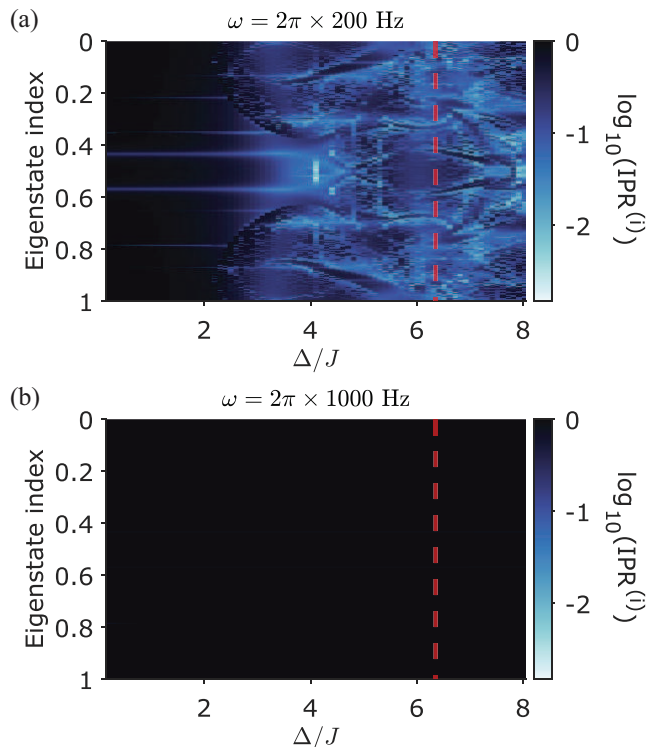 (a)
ω = 2π × 200 Hz
0
0.2
0.4
0.6
0.8
1
Eigenstate index
2
4
6
8
Δ/J
0
-1
-2
log₁₀(IPR⁽ⁱ⁾)
(b)
ω = 2π × 1000 Hz
0
0.2
0.4
0.6
0.8
1
Eigenstate index
2
4
6
8
Δ/J
0
-1
-2
log₁₀(IPR⁽ⁱ⁾)